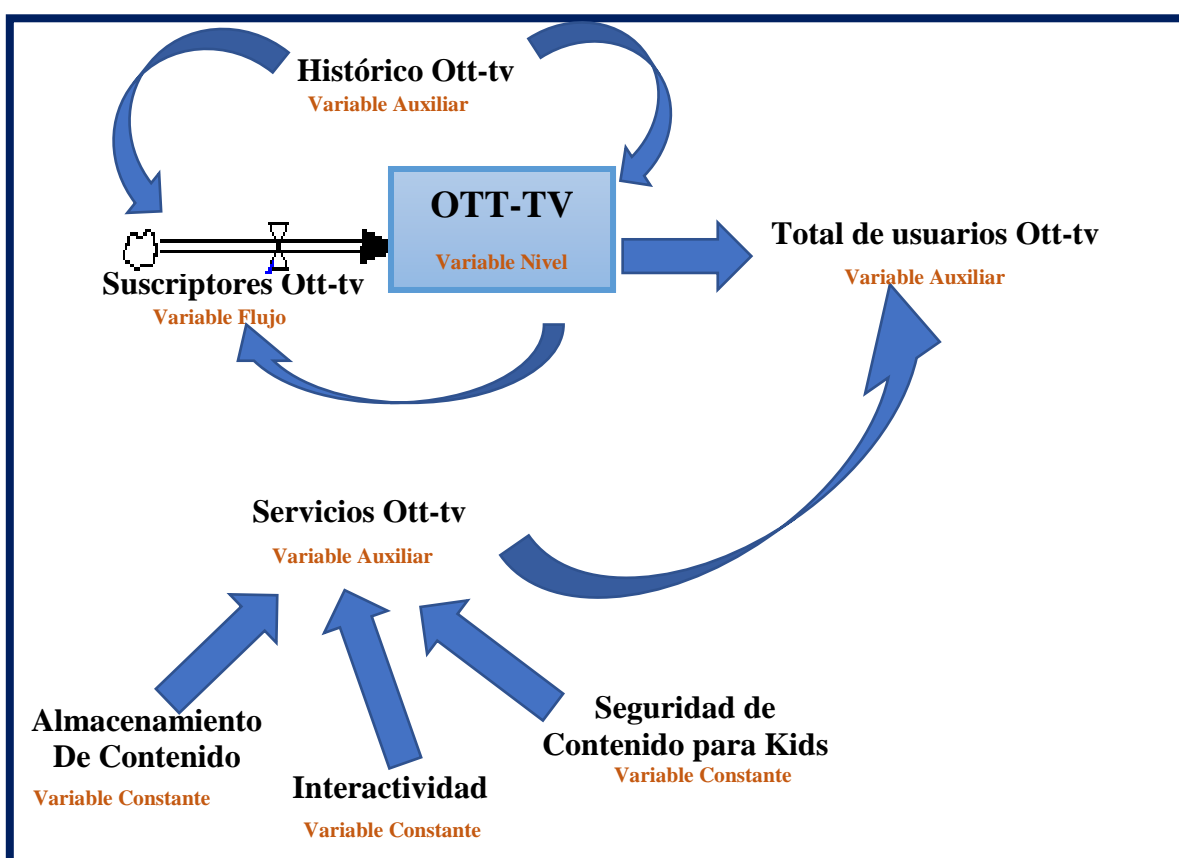 Histórico Ott-tv
Variable Auxiliar
OTT-TV
Variable Nivel
Total de usuarios Ott-tv
Variable Auxiliar
Suscriptores Ott-tv
Variable Flujo
Servicios Ott-tv
Variable Auxiliar
Almacenamiento
De Contenido
Variable Constante
Interactividad
Variable Constante
Seguridad de
Contenido para Kids
Variable Constante